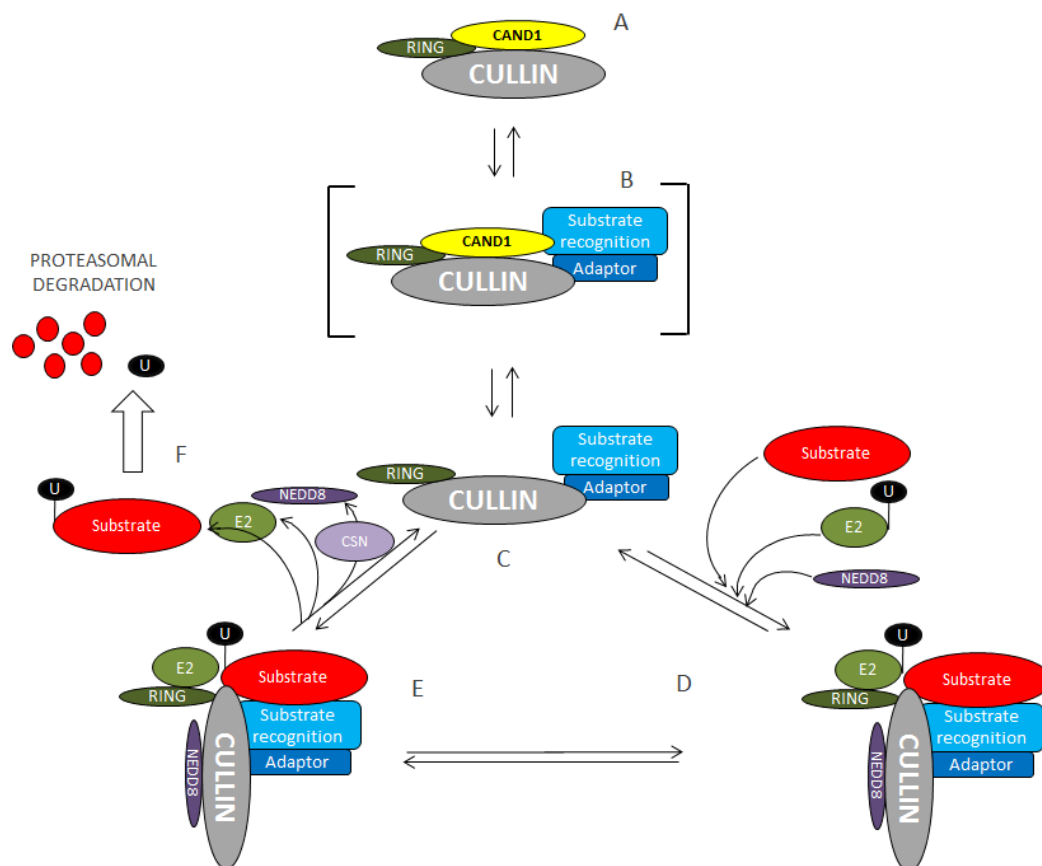 A
CAND1
RING
CULLIN
B
Substrate
recognition
CAND1
RING
Adaptor
CULLIN
PROTEASOMAL
DEGRADATION
U
F
Substrate
recognition
RING
Adaptor
CULLIN
C
Substrate
U
E2
NEDD8
U
Substrate
E2
NEDD8
CSN
U
E2
Substrate
RING
Substrate
recognition
Adaptor
NEDD8
CULLIN
E
D
U
E2
Substrate
RING
Substrate
recognition
Adaptor
NEDD8
CULLIN